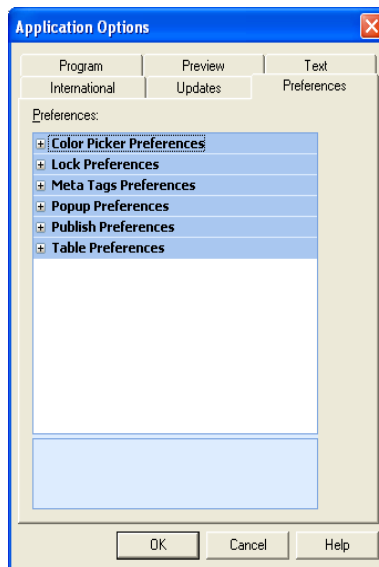 Application Options
Program Preview Text
International Updates Preferences
Preferences:
Color Picker Preferences
Lock Preferences
Meta Tags Preferences
Popup Preferences
Publish Preferences
Table Preferences
OK Cancel Help